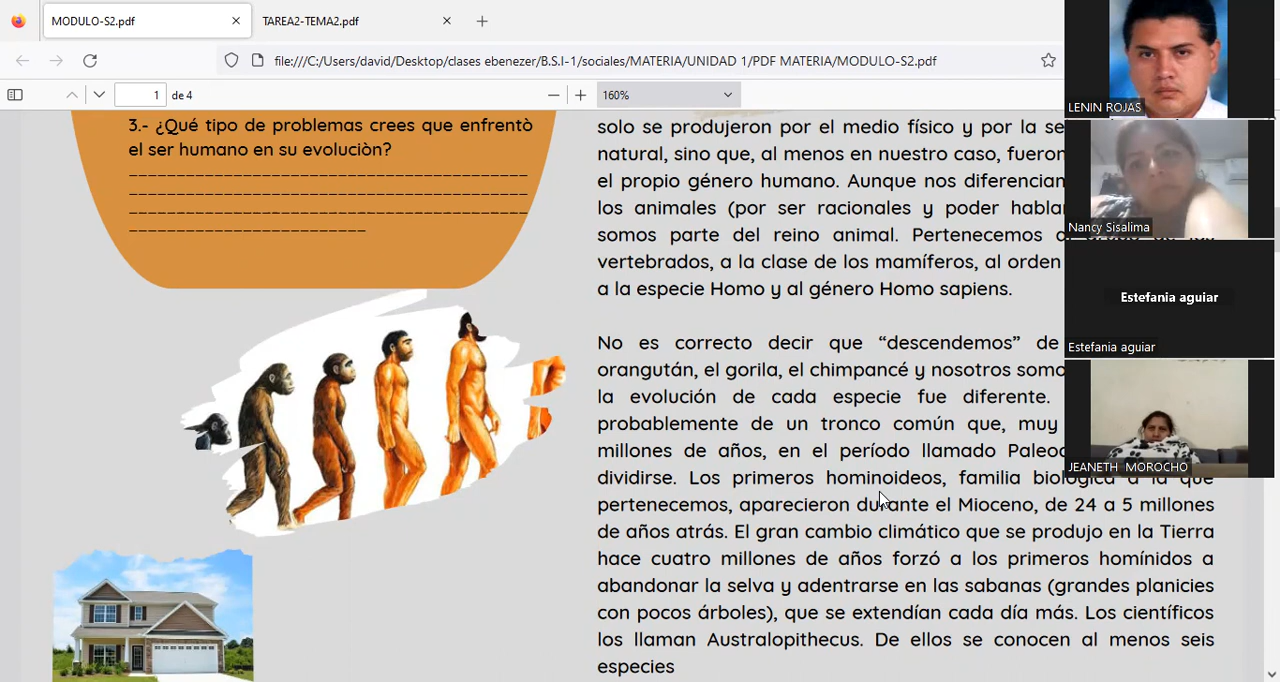 MODULO-S2.pdf
TAREA2-TEMA2.pdf
file:///C:/Users/david/Desktop/clases ebenezer/B.S.I-1/sociales/MATERIA/UNIDAD 1/PDF MATERIA/MODULO-S2.pdf
1 de 4
160%
3.- ¿Qué tipo de problemas crees que enfrentò
el ser humano en su evoluciòn?
solo se produjeron por el medio físico y por la
natural, sino que, al menos en nuestro caso, fueron
el propio género humano. Aunque nos
los animales (por ser racionales y poder
somos parte del reino animal. Pertenecemos
vertebrados, a la clase de los mamíferos, al orden
a la especie Homo y al género Homo sapiens.
No es correcto decir que “descendemos” de
orangután, el gorila, el chimpancé y nosotros
la evolución de cada especie fue diferente.
probablemente de un tronco común que, muy
millones de años, en el período llamado
dividirse. Los primeros hominoideos, familia biológica a la que
pertenecemos, aparecieron durante el Mioceno, de 24 a 5 millones
de años atrás. El gran cambio climático que se produjo en la Tierra
hace cuatro millones de años forzó a los primeros homínidos a
abandonar la selva y adentrarse en las sabanas (grandes planicies
con pocos árboles), que se extendían cada día más. Los científicos
los llaman Australopithecus. De ellos se conocen al menos seis
especies
LENIN ROJAS
Nancy Sisalima
Estefania aguiar
Estefania aguiar
JEANETH MOROCHO